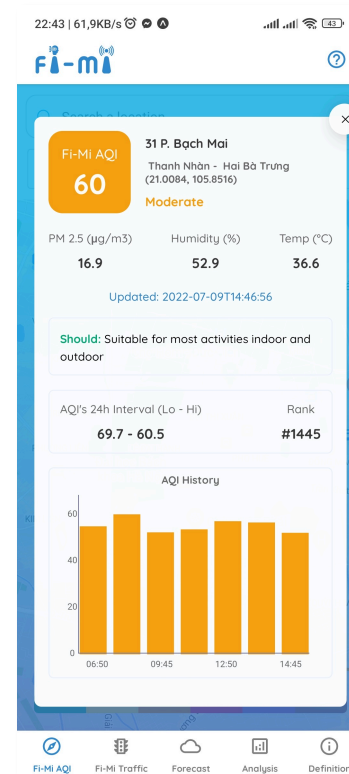 22:43 | 61,9KB/s
43
Fi-mi
Search a location
Fi-Mi AQI
60
31 P. Bạch Mai
Thanh Nhàn - Hai Bà Trưng
(21.0084, 105.8516)
Moderate
PM 2.5 (μg/m3) Humidity (%) Temp (°C)
16.9 52.9 36.6
Updated: 2022-07-09T14:46:56
Should: Suitable for most activities indoor and
outdoor
AQI's 24h Interval (Lo - Hi) Rank
69.7 - 60.5 #1445
AQI History
60
40
20
0
06:50 09:45 12:50 14:45
Fi-Mi AQI Fi-Mi Traffic Forecast Analysis Definition